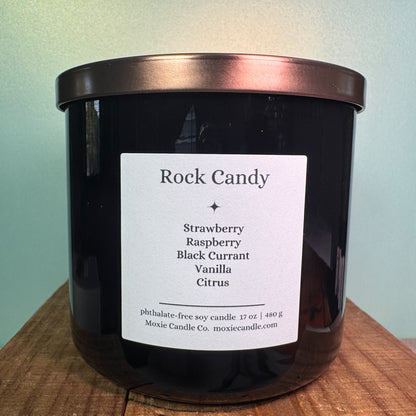 Rock Candy
Strawberry
Raspberry
Black Currant
Vanilla
Citrus
phthalate-free soy candle 17 oz | 480 g
Moxie Candle Co. moxiecandle.com